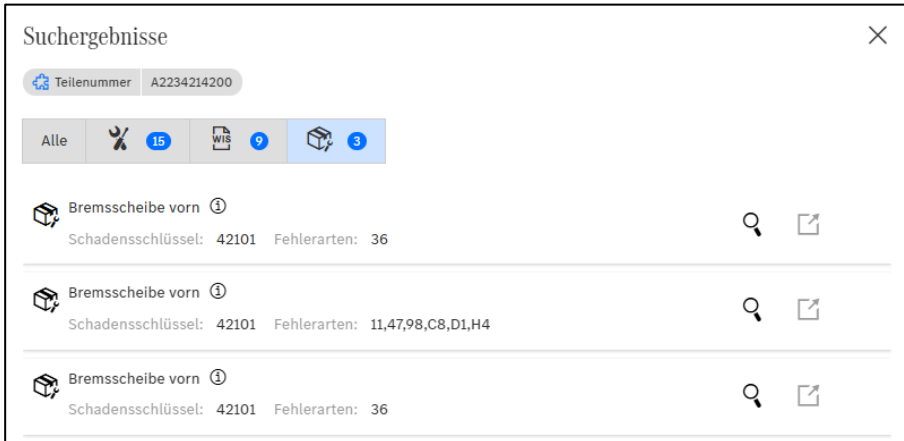 Suchergebnisse
Teilenummer A2234214200
Alle 15 WIS 9 3
Bremsscheibe vorn
Schadensschlüssel: 42101 Fehlerarten: 36
Bremsscheibe vorn
Schadensschlüssel: 42101 Fehlerarten: 11,47,98,C8,D1,H4
Bremsscheibe vorn
Schadensschlüssel: 42101 Fehlerarten: 36